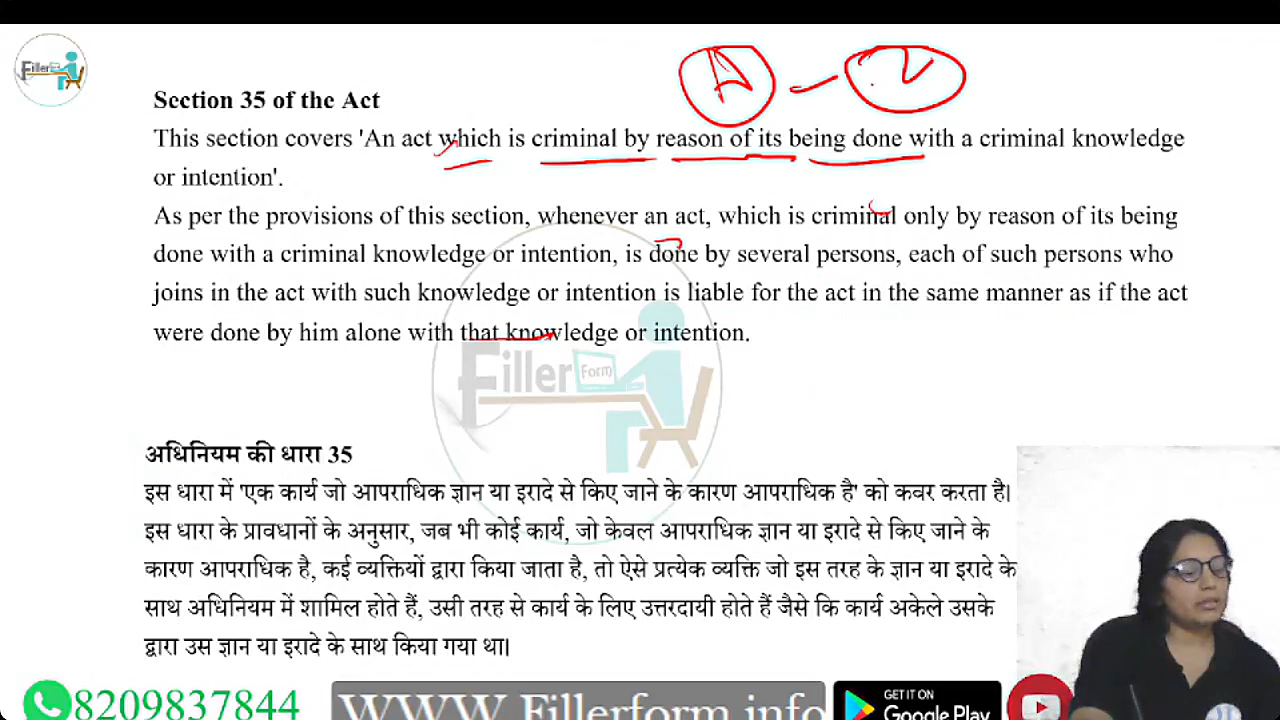 Filler
A - 2
Section 35 of the Act
This section covers 'An act which is criminal by reason of its being done with a criminal knowledge
or intention'.
As per the provisions of this section, whenever an act, which is criminal only by reason of its being
done with a criminal knowledge or intention, is done by several persons, each of such persons who
joins in the act with such knowledge or intention is liable for the act in the same manner as if the act
were done by him alone with that knowledge or intention.
Filler Form
अधिनियम की धारा 35
इस धारा में 'एक कार्य जो आपराधिक ज्ञान या इरादे से किए जाने के कारण आपराधिक है' को कवर करता है।
इस धारा के प्रावधानों के अनुसार, जब भी कोई कार्य, जो केवल आपराधिक ज्ञान या इरादे से किए जाने के
कारण आपराधिक है, कई व्यक्तियों द्वारा किया जाता है, तो ऐसे प्रत्येक व्यक्ति जो इस तरह के ज्ञान या इरादे के
साथ अधिनियम में शामिल होते हैं, उसी तरह से कार्य के लिए उत्तरदायी होते हैं जैसे कि कार्य अकेले उसके
द्वारा उस ज्ञान या इरादे के साथ किया गया था।
8209837844
WWW.Fillerform.info
GET IT ON
Google Play